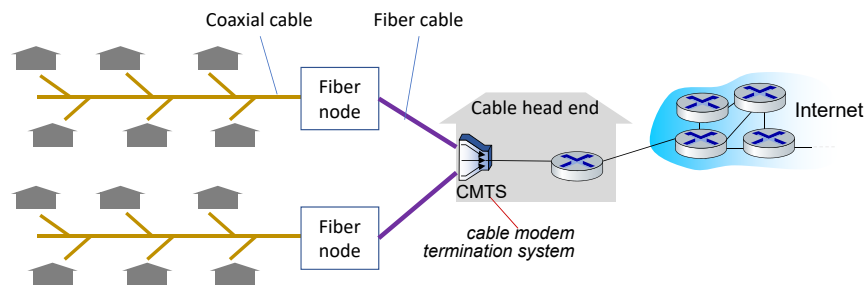 Coaxial cable
Fiber cable
Fiber
node
Cable head end
Internet
CMTS
Fiber
node
cable modem
termination system